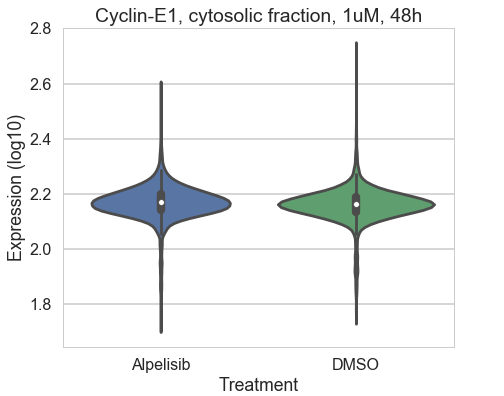 Cyclin-E1, cytosolic fraction, 1uM, 48h
Expression (log10)
2.8
2.6
2.4
2.2
2.0
1.8
Alpelisib DMSO
Treatment